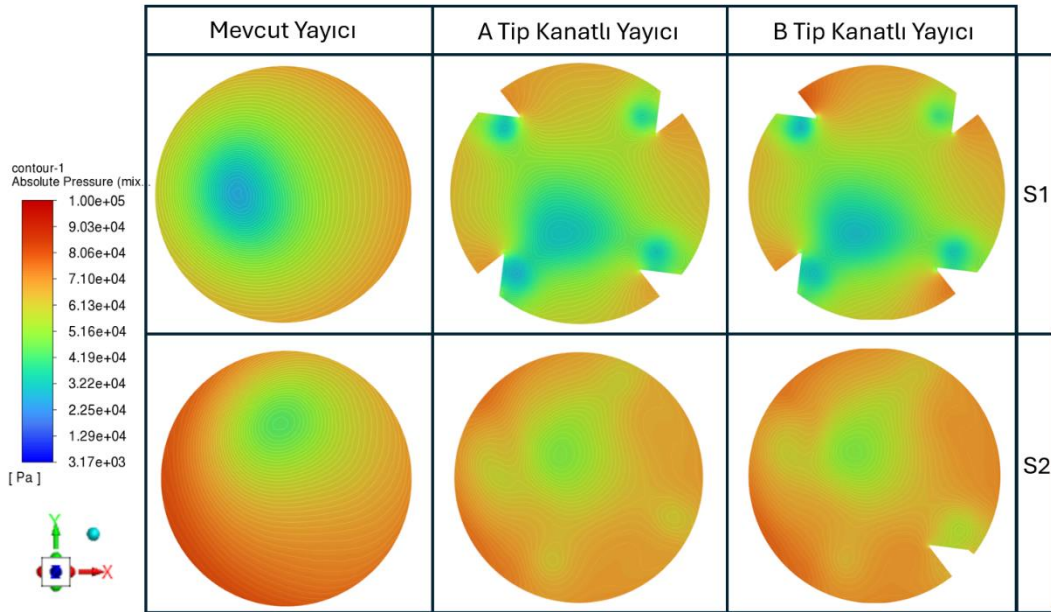 Mevcut Yayıcı
A Tip Kanatlı Yayıcı
B Tip Kanatlı Yayıcı
contour-1
Absolute Pressure (mix...
1.00e+05
9.03e+04
8.06e+04
7.10e+04
6.13e+04
5.16e+04
4.19e+04
3.22e+04
2.25e+04
1.29e+04
3.17e+03
[ Pa ]
S1
S2
Y
X